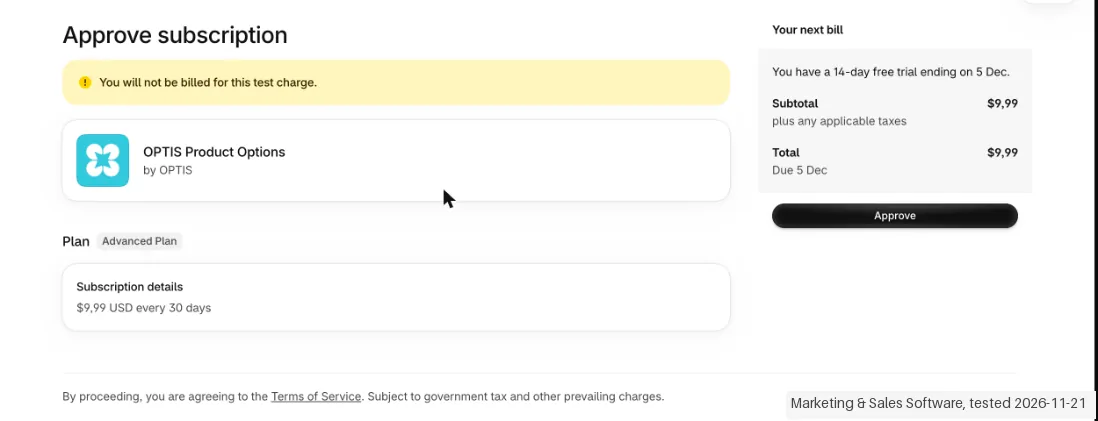 Approve subscription
You will not be billed for this test charge.
OPTIS Product Options
by OPTIS
Plan Advanced Plan
Subscription details
$9,99 USD every 30 days
By proceeding, you are agreeing to the Terms of Service. Subject to government tax and other prevailing charges.
Your next bill
You have a 14-day free trial ending on 5 Dec.
Subtotal $9,99
plus any applicable taxes
Total $9,99
Due 5 Dec
Approve
Marketing & Sales Software, tested 2026-11-21